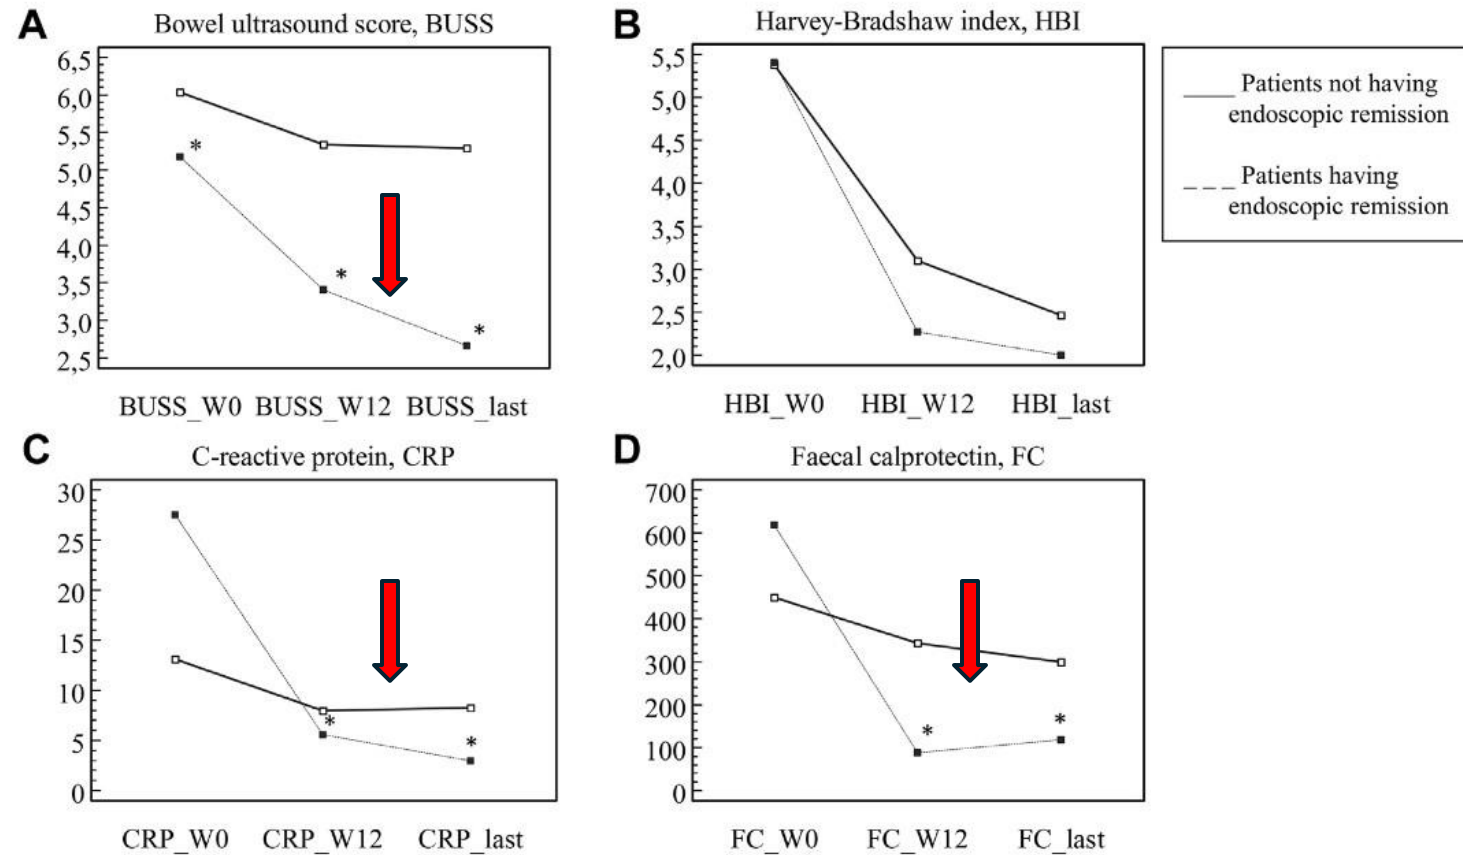 A
Bowel ultrasound score, BUSS
6,5
6,0
5,5
5,0
4,5
4,0
3,5
3,0
2,5
*
*
*
BUSS_W0 BUSS_W12 BUSS_last
B
Harvey-Bradshaw index, HBI
5,5
5,0
4,5
4,0
3,5
3,0
2,5
2,0
HBI_W0 HBI_W12 HBI_last
Patients not having
endoscopic remission
Patients having
endoscopic remission
C
C-reactive protein, CRP
30
25
20
15
10
5
0
*
*
CRP_W0 CRP_W12 CRP_last
D
Faecal calprotectin, FC
700
600
500
400
300
200
100
0
*
*
FC_W0 FC_W12 FC_last